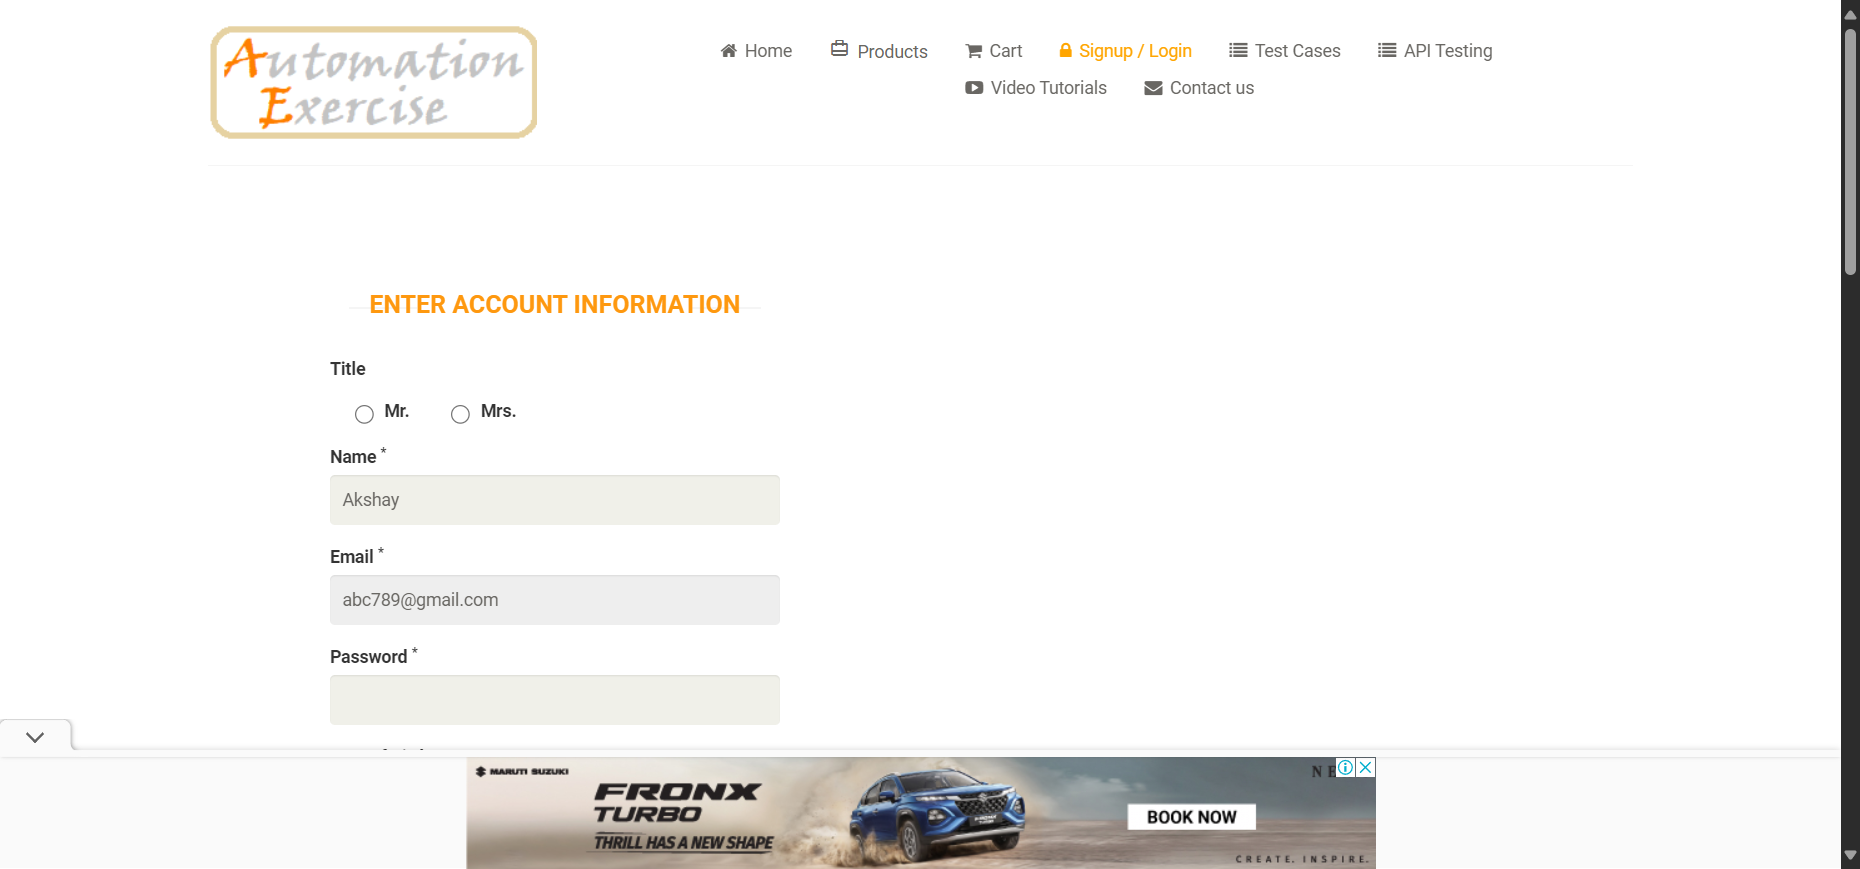 Automation
Exercise
Home
Products
Cart
Signup / Login
Test Cases
API Testing
Video Tutorials
Contact us
ENTER ACCOUNT INFORMATION
Title
Mr.
Mrs.
Name *
Akshay
Email *
abc789@gmail.com
Password *
MARUTI SUZUKI
FRONX
TURBO
THRILL HAS A NEW SHAPE
NE
BOOK NOW
CREATE. INSPIRE.